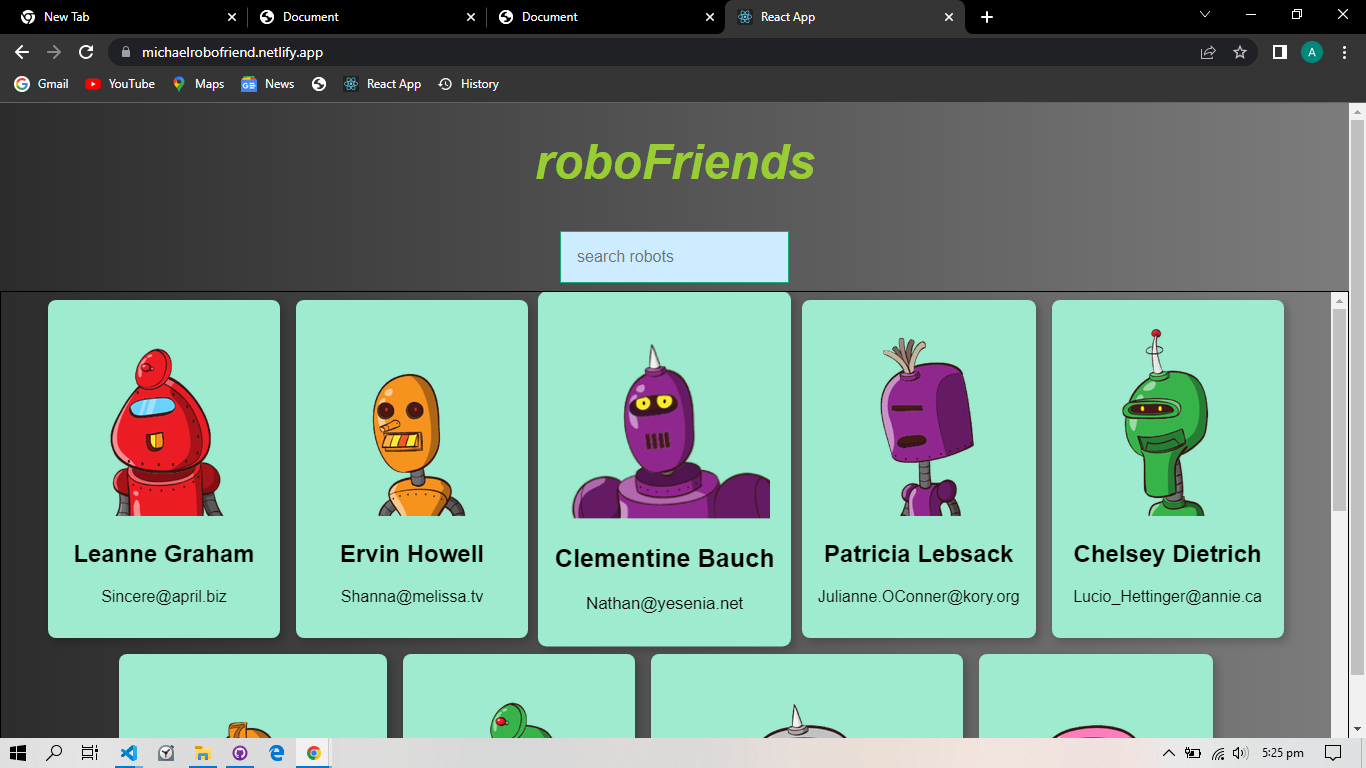 New Tab
Document
Document
React App
michaelrobofriend.netlify.app
A
Gmail
YouTube
Maps
News
React App
History
roboFriends
search robots
Leanne Graham
Ervin Howell
Clementine Bauch
Patricia Lebsack
Chelsey Dietrich
Sincere@april.biz
Shanna@melissa.tv
Nathan@yesenia.net
Julianne.OConner@kory.org
Lucio_Hettinger@annie.ca
5:25 pm